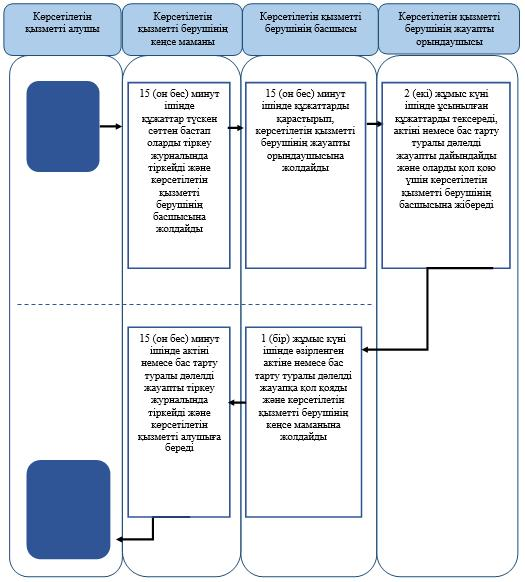 Көрсетілетін
қызметті алушы
Көрсетілетін
қызметті берушінің
кеңсе маманы
Көрсетілетін қызметті
берушінің басшысы
Көрсетілетін қызметті
берушінің жауапты
орындаушысы
15 (он бес) минут
ішінде
құжаттар түскен
сәттен бастап
оларды тіркеу
журналында
тіркейді және
көрсетілетін
қызметті
берушінің
басшысына
жолдайды
15 (он бес) минут
ішінде құжаттарды
қарастырып,
көрсетілетін қызметті
берушінің жауапты
орындаушысына
жолдайды
2 (екі) жұмыс күні
ішінде ұсынылған
құжаттарды тексереді,
актіні немесе бас тарту
туралы дәлелді
жауапты дайындайды
және оларды қол қою
үшін көрсетілетін
қызметті берушінің
басшысына жібереді
15 (он бес) минут
ішінде актіні
немесе бас тарту
туралы дәлелді
жауапты тіркеу
журналында
тіркейді және
көрсетілетін
қызметті алушыға
береді
1 (бір) жұмыс күні
ішінде әзірленген
актіне немесе бас
тарту туралы дәлелді
жауапқа қол қояды
және көрсетілетін
қызметті берушінің
кеңсе маманына
жолдайды